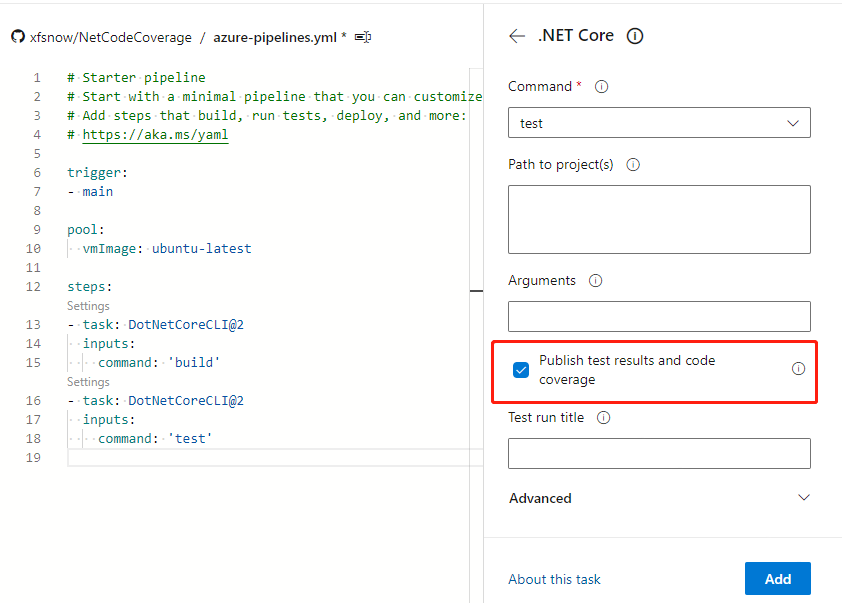 xfsnow/NetCodeCoverage / azure-pipelines.yml *
1 # Starter pipeline
2 # Start with a minimal pipeline that you can customize
3 # Add steps that build, run tests, deploy, and more:
4 # https://aka.ms/yaml
5
6 trigger:
7 - main
8
9 pool:
10 vmImage: ubuntu-latest
11
12 steps:
Settings
13 - task: DotNetCoreCLI@2
14 inputs:
15 command: 'build'
Settings
16 - task: DotNetCoreCLI@2
17 inputs:
18 command: 'test'
19
.NET Core
Command *
test
Path to project(s)
Arguments
Publish test results and code
coverage
Test run title
Advanced
About this task
Add